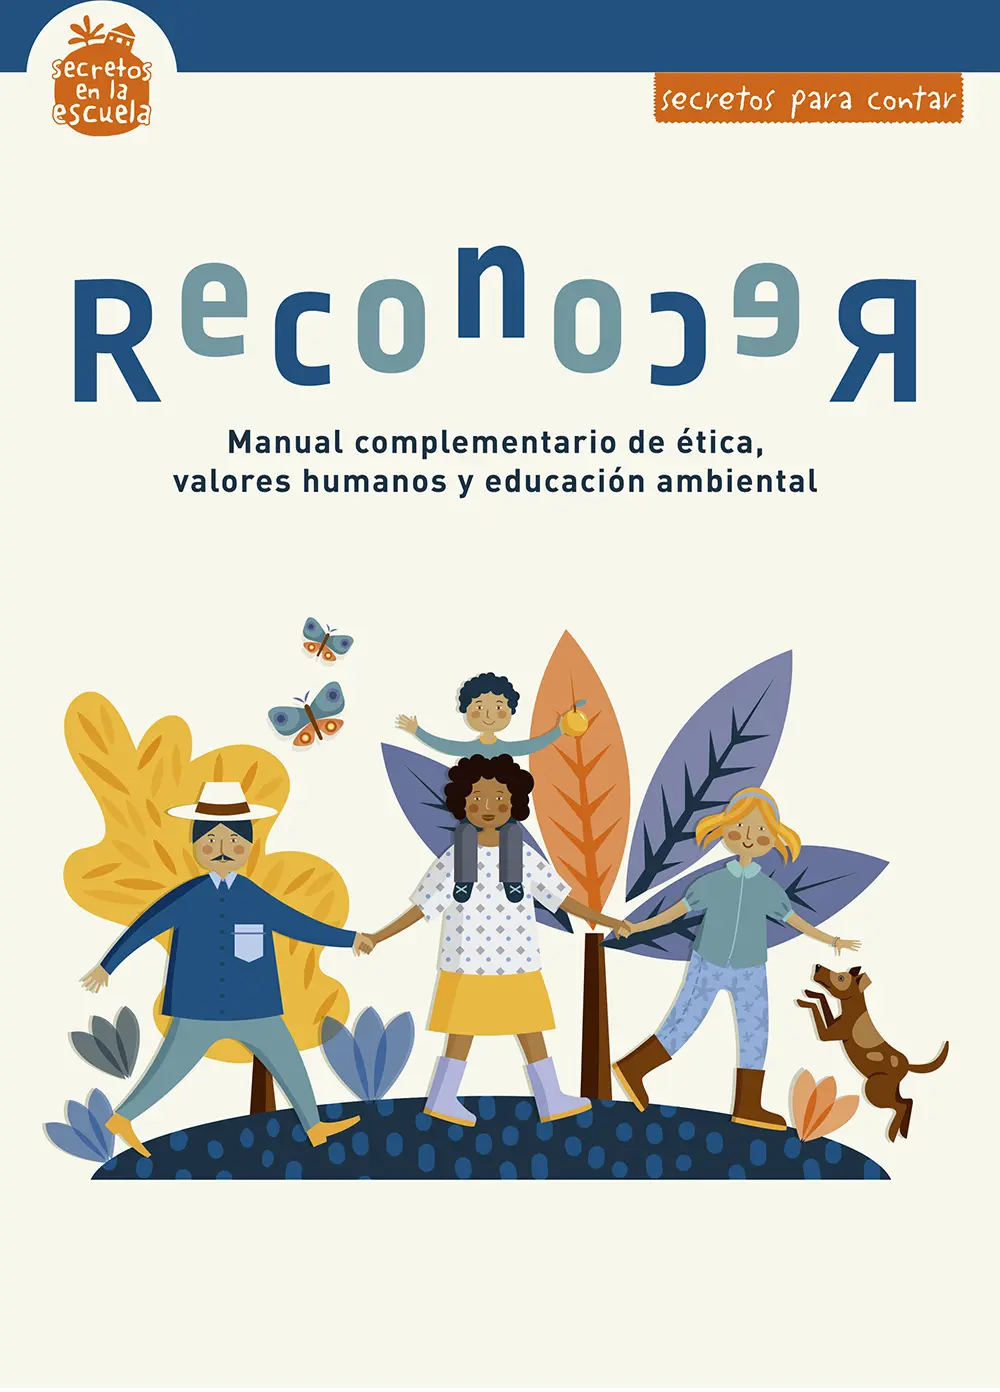 secretos
en la
escuela
secretos para contar
ReconoceR
Manual complementario de ética,
valores humanos y educación ambiental